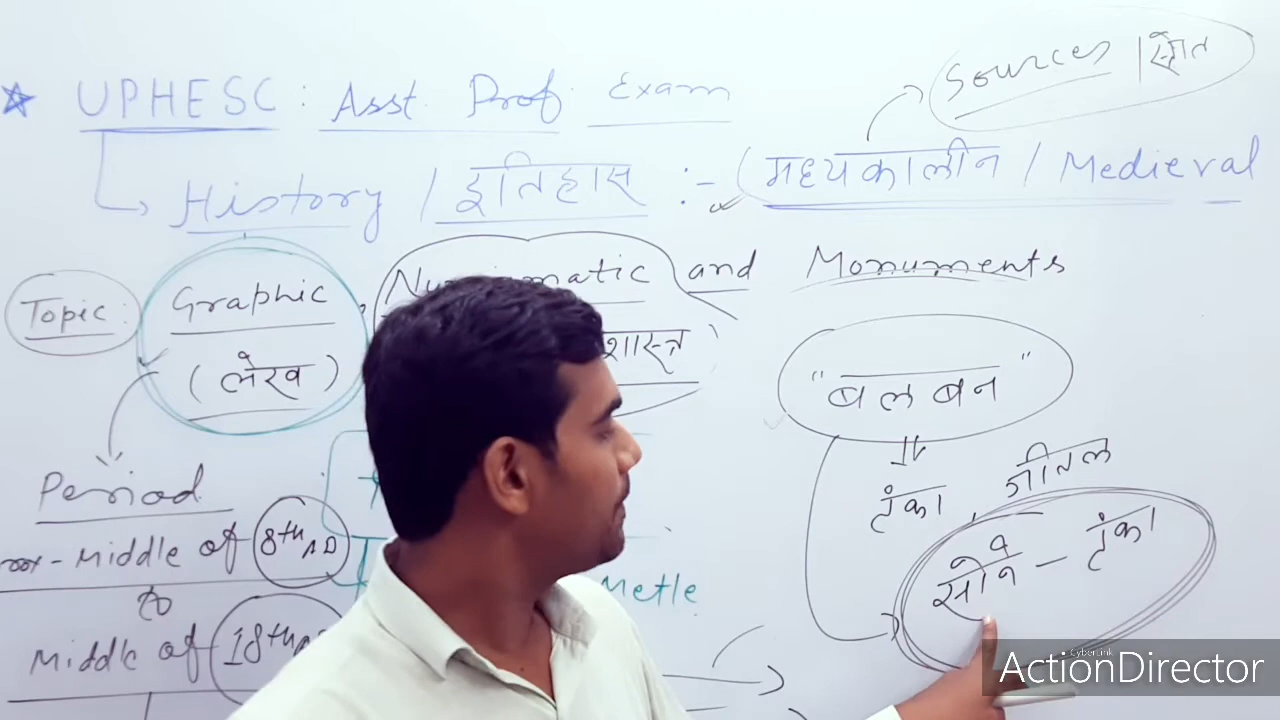 Sources | स्रोत
★ UPHESC : Asst. Prof. Exam
History / इतिहास :- ( मध्यकालीन / Medieval
Topic: Graphic , and Monuments
( लेख ) शास्त्र )
" बलबन "
Period
टंका , जीतल
Middle of 8th AD
सोने - टंका
to
Metle
Middle of 18th
CyberLink
ActionDirector